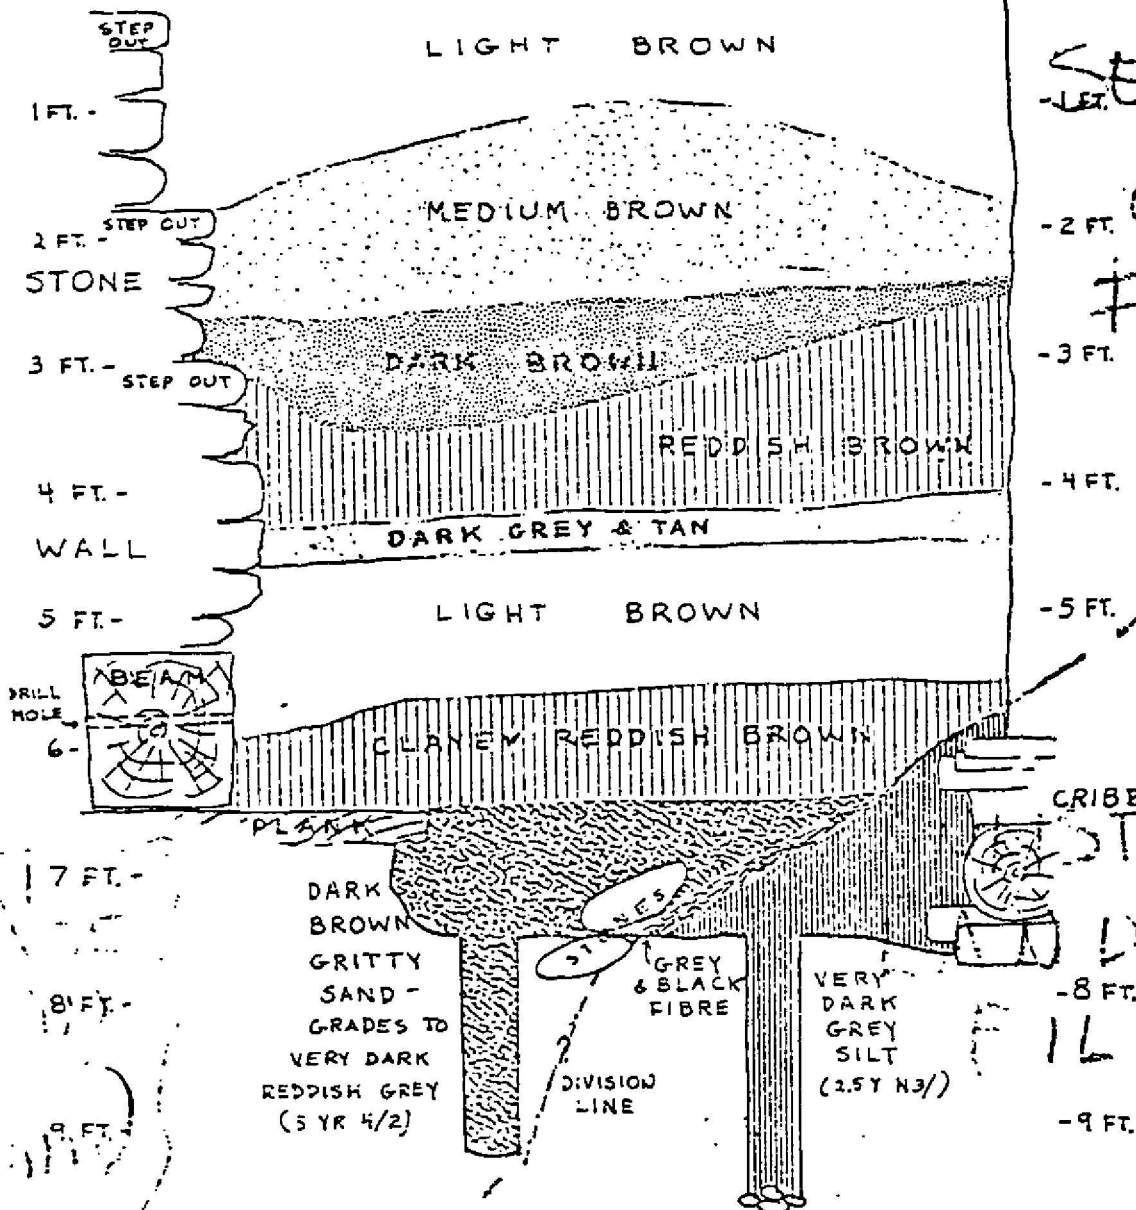 STEP
OUT
LIGHT BROWN
1 FT. -
- 1 FT.
MEDIUM BROWN
STEP OUT
2 FT. -
- 2 FT.
STONE
3 FT. -
DARK BROWN
- 3 FT.
STEP OUT
REDDISH BROWN
4 FT. -
- 4 FT.
DARK GREY & TAN
WALL
5 FT. -
LIGHT BROWN
- 5 FT.
BEAM
DRILL
HOLE
6 -
CLAYEY REDDISH BROWN
PLANK
7 FT. -
STONES
DARK
BROWN
GRITTY
SAND -
GRADES TO
VERY DARK
REDDISH GREY
(5 YR 4/2)
GREY
& BLACK
FIBRE
VERY
DARK
GREY
SILT
(2.5 Y N3/)
8 FT. -
- 8 FT.
?
DIVISION
LINE
9 FT.
- 9 FT.